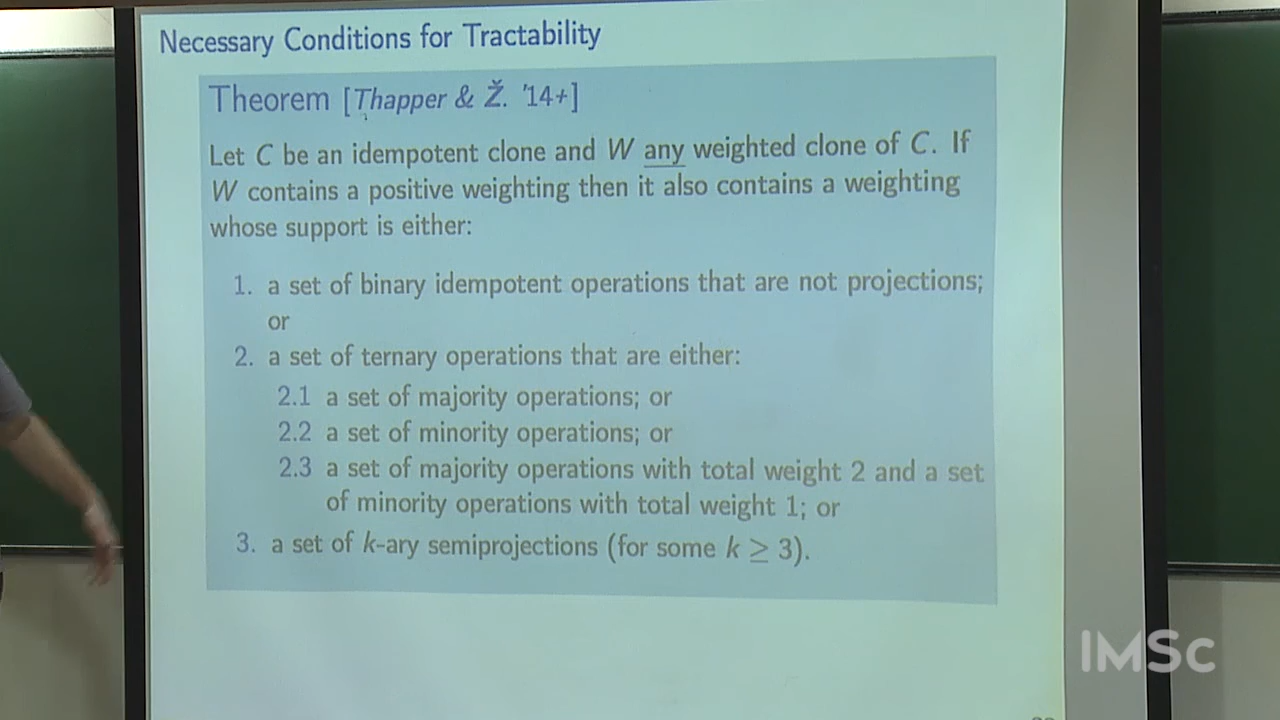 Necessary Conditions for Tractability
Theorem [Thapper & Ž. '14+]
Let C be an idempotent clone and W any weighted clone of C. If
W contains a positive weighting then it also contains a weighting
whose support is either:
1. a set of binary idempotent operations that are not projections;
or
2. a set of ternary operations that are either:
2.1 a set of majority operations; or
2.2 a set of minority operations; or
2.3 a set of majority operations with total weight 2 and a set
of minority operations with total weight 1; or
3. a set of k-ary semiprojections (for some k ≥ 3).
IMSc